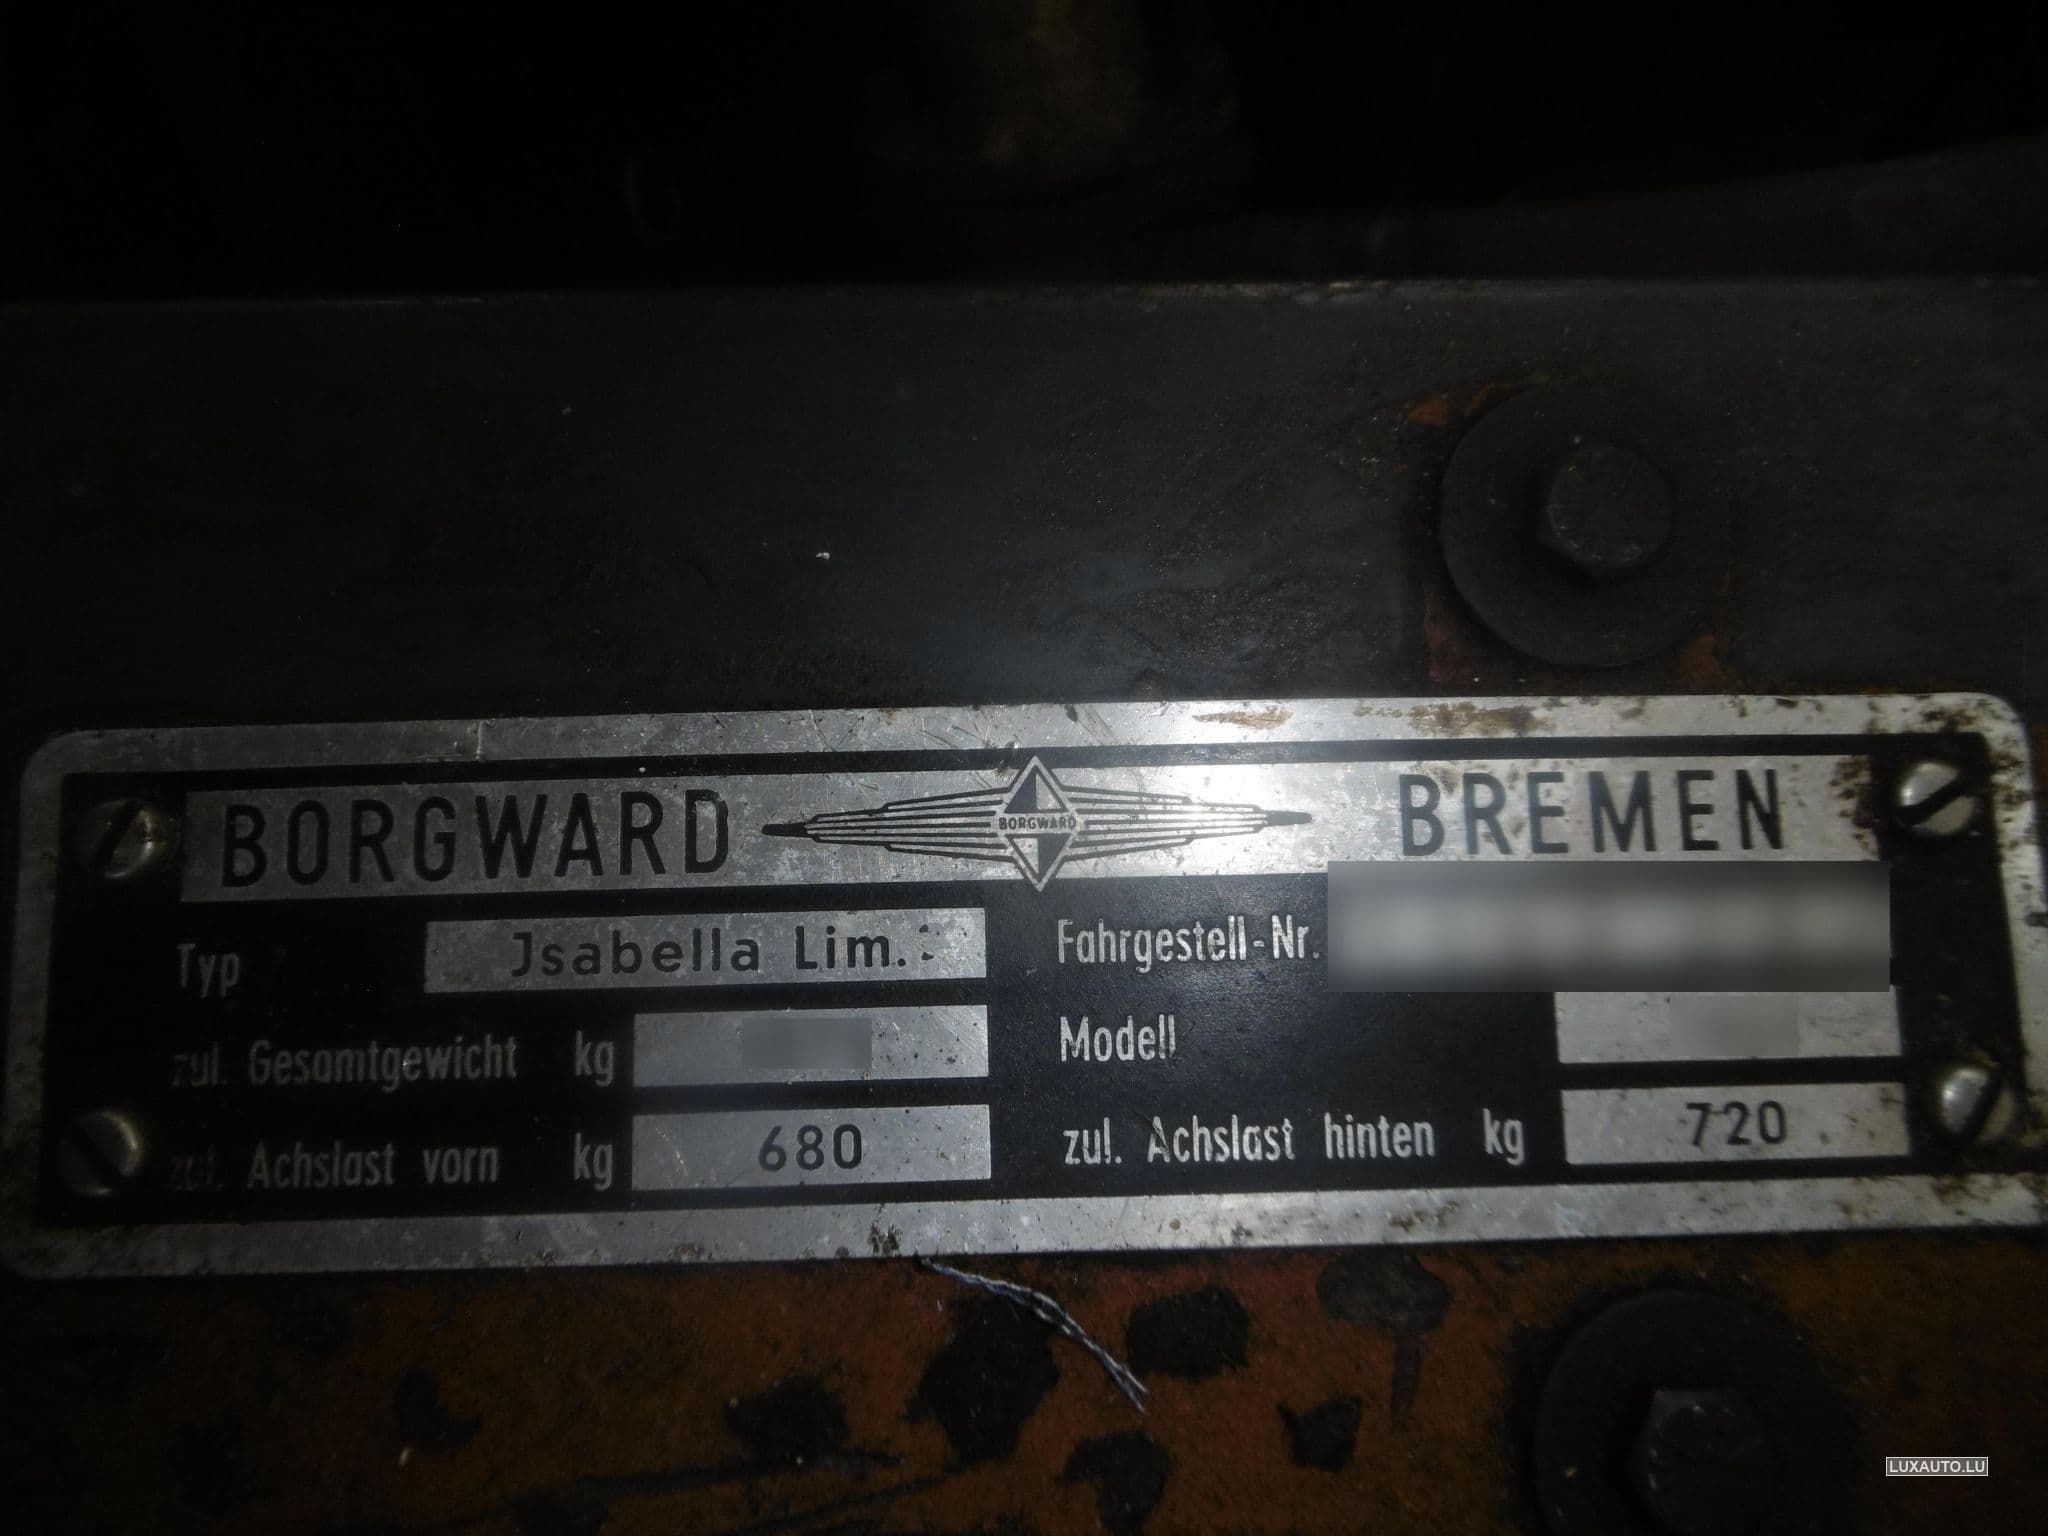 BORGWARD BORGWARD BREMEN
Typ Jsabella Lim. Fahrgestell-Nr.
zul. Gesamtgewicht kg Modell
zul. Achslast vorn kg 680 zul. Achslast hinten kg 720
LUXAUTO.LU